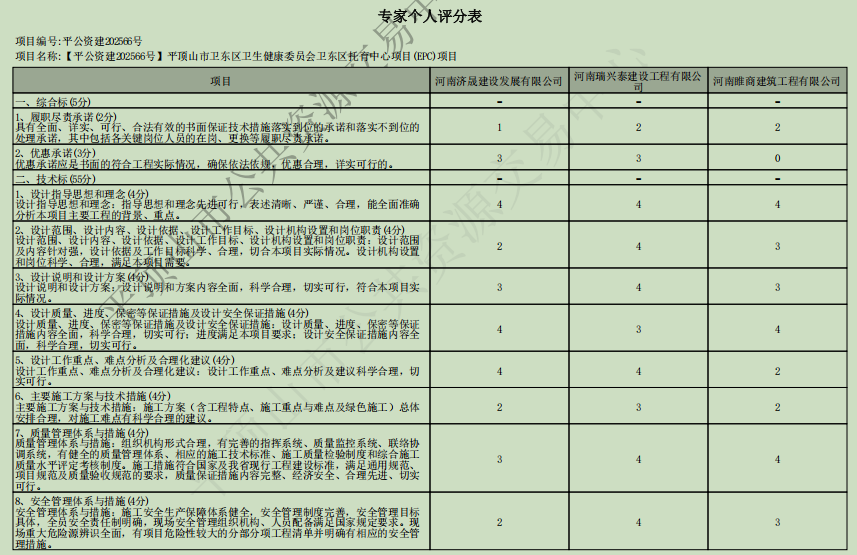 专家个人评分表
项目编号:平公资建202566号
项目名称:【平公资建202566号】平顶山市卫东区卫生健康委员会卫东区托育中心项目(EPC)项目
项目 河南济晟建设发展有限公司 河南瑞兴泰建设工程有限公司 河南睢商建筑工程有限公司
一、综合标(5分) - - -
1、履职尽责承诺(2分)
具有全面、详实、可行、合法有效的书面保证技术措施落实到位的承诺和落实不到位的
处理承诺，其中包括各关键岗位人员的在岗、更换等履职尽责承诺。
1 2 2
2、优惠承诺(3分)
优惠承诺应是书面的符合工程实际情况，确保依法依规。优惠合理，详实可行的。
3 3 0
二、技术标(55分) - - -
1、设计指导思想和理念(4分)
设计指导思想和理念：指导思想和理念先进可行，表述清晰、严谨、合理，能全面准确
分析本项目主要工程的背景、重点。
4 4 4
2、设计范围、设计内容、设计依据、设计工作目标、设计机构设置和岗位职责(4分)
设计范围、设计内容、设计依据、设计工作目标、设计机构设置和岗位职责：设计范围
及内容针对强，设计依据及工作目标科学、合理，切合本项目实际情况。设计机构设置
和岗位科学、合理，满足本项目需要。
2 4 3
3、设计说明和设计方案(4分)
设计说明和设计方案：设计说明和方案内容全面，科学合理，切实可行，符合本项目实
际情况。
3 4 3
4、设计质量、进度、保密等保证措施及设计安全保证措施(4分)
设计质量、进度、保密等保证措施及设计安全保证措施：设计质量、进度、保密等保证
措施内容全面，科学合理，切实可行；进度满足本项目要求；设计安全保证措施内容全
面，科学合理，切实可行。
4 3 4
5、设计工作重点、难点分析及合理化建议(4分)
设计工作重点、难点分析及合理化建议：设计工作重点、难点分析及建议科学合理，切
实可行。
4 4 2
6、主要施工方案与技术措施(4分)
主要施工方案与技术措施：施工方案（含工程特点、施工重点与难点及绿色施工）总体
安排合理，对施工难点有科学合理的建议。
2 3 2
7、质量管理体系与措施(4分)
质量管理体系与措施：组织机构形式合理，有完善的指挥系统、质量监控系统、联络协
调系统，有健全的质量管理体系、相应的施工技术标准、施工质量检验制度和综合施工
质量水平评定考核制度。施工措施符合国家及我省现行工程建设标准，满足通用规范、
项目规范及质量验收规范的要求，质量保证措施内容完整、经济安全、合理先进、切实
可行。
3 4 4
8、安全管理体系与措施(4分)
安全管理体系与措施：施工安全生产保障体系健全，安全管理制度完善，安全管理目标
具体，全员安全责任制明确，现场安全管理组织机构、人员配备满足国家规定要求。现
场重大危险源辨识全面，有项目危险性较大的分部分项工程清单并明确有相应的安全管
理措施。
2 4 3
平顶山市公共资源交易中心
平顶山市公共资源交易中心